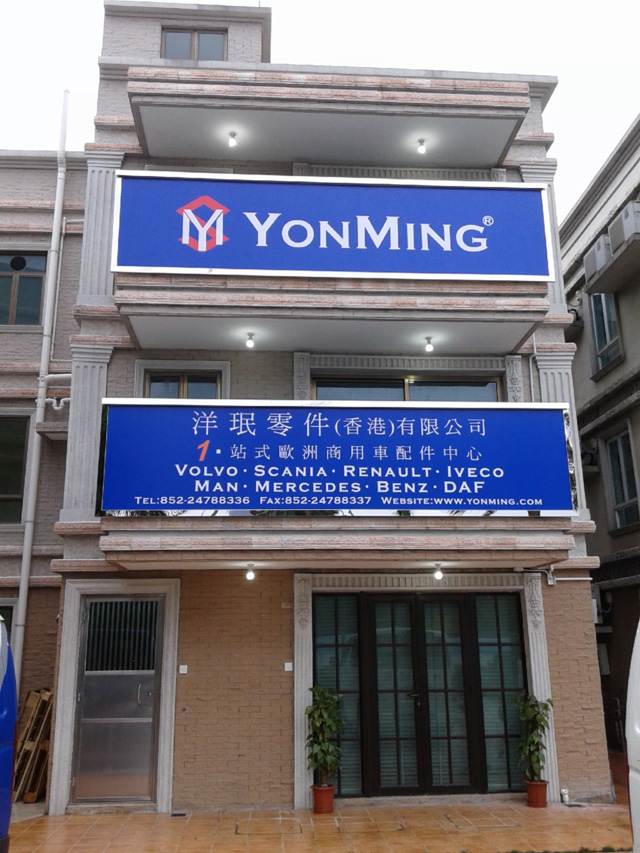 YM YONMING®
洋珉零件(香港)有限公司
1·站式歐洲商用車配件中心
VOLVO·SCANIA·RENAULT·IVECO
MAN·MERCEDES·BENZ·DAF
TEL:852-24788336 FAX:852-24788337 WEBSITE:WWW.YONMING.COM